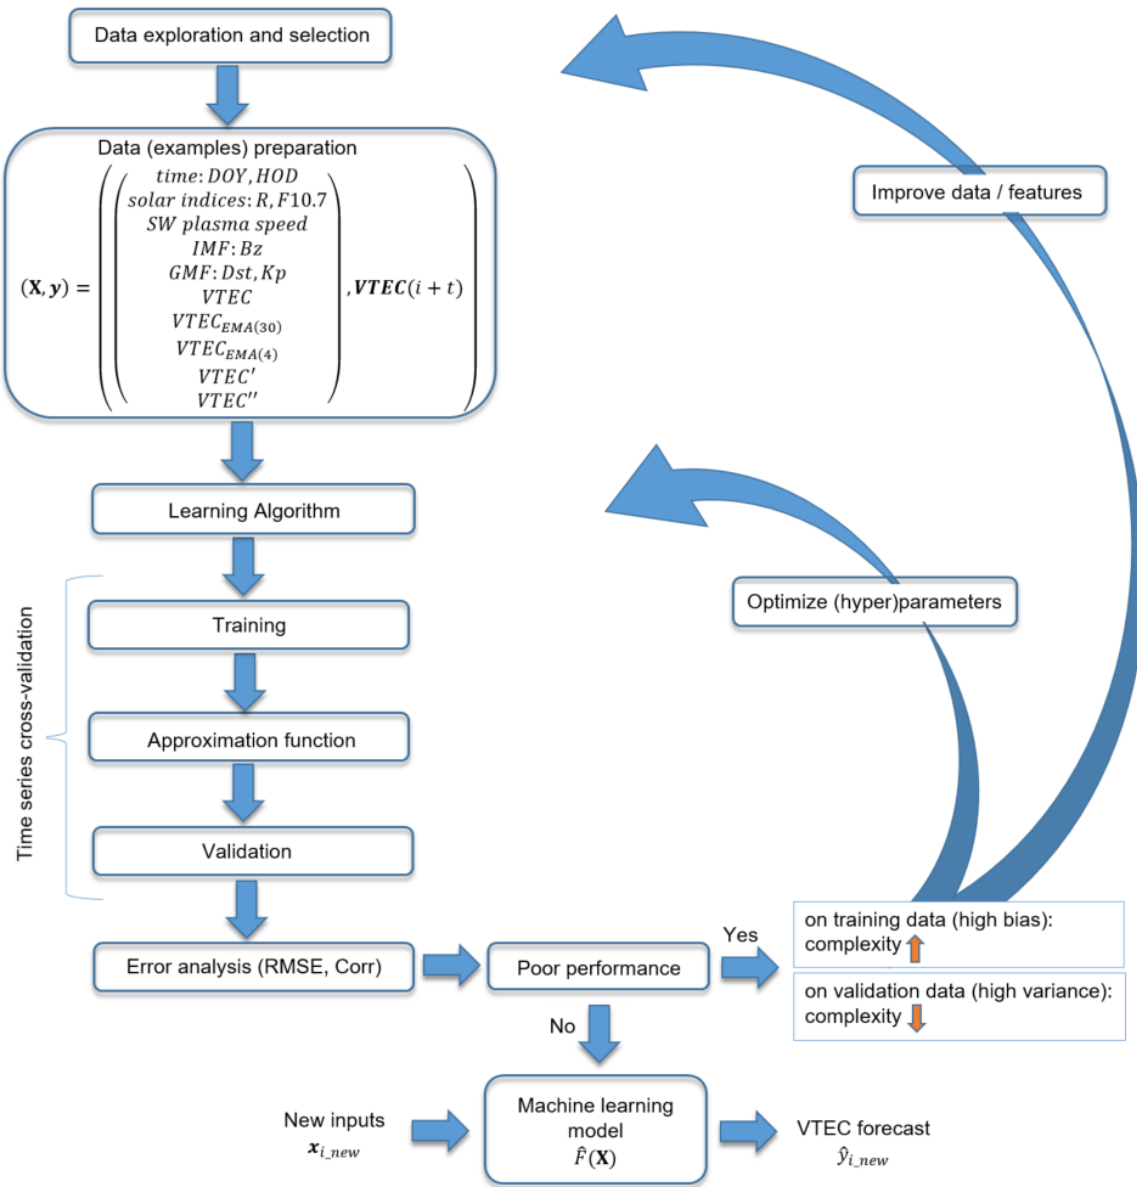 Data exploration and selection
Data (examples) preparation
time: DOY, HOD
solar indices: R, F10.7
SW plasma speed
IMF: Bz
GMF: Dst, Kp
(X, y) =
VTEC
, VTEC(i + t)
VTEC_EMA(30)
VTEC_EMA(4)
VTEC'
VTEC''
Learning Algorithm
Time series cross-validation
Training
Approximation function
Validation
Error analysis (RMSE, Corr)
Poor performance
Yes
No
on training data (high bias):
complexity
on validation data (high variance):
complexity
Optimize (hyper)parameters
Improve data / features
New inputs
x_i_new
Machine learning
model
F̂(X)
VTEC forecast
ŷ_i_new